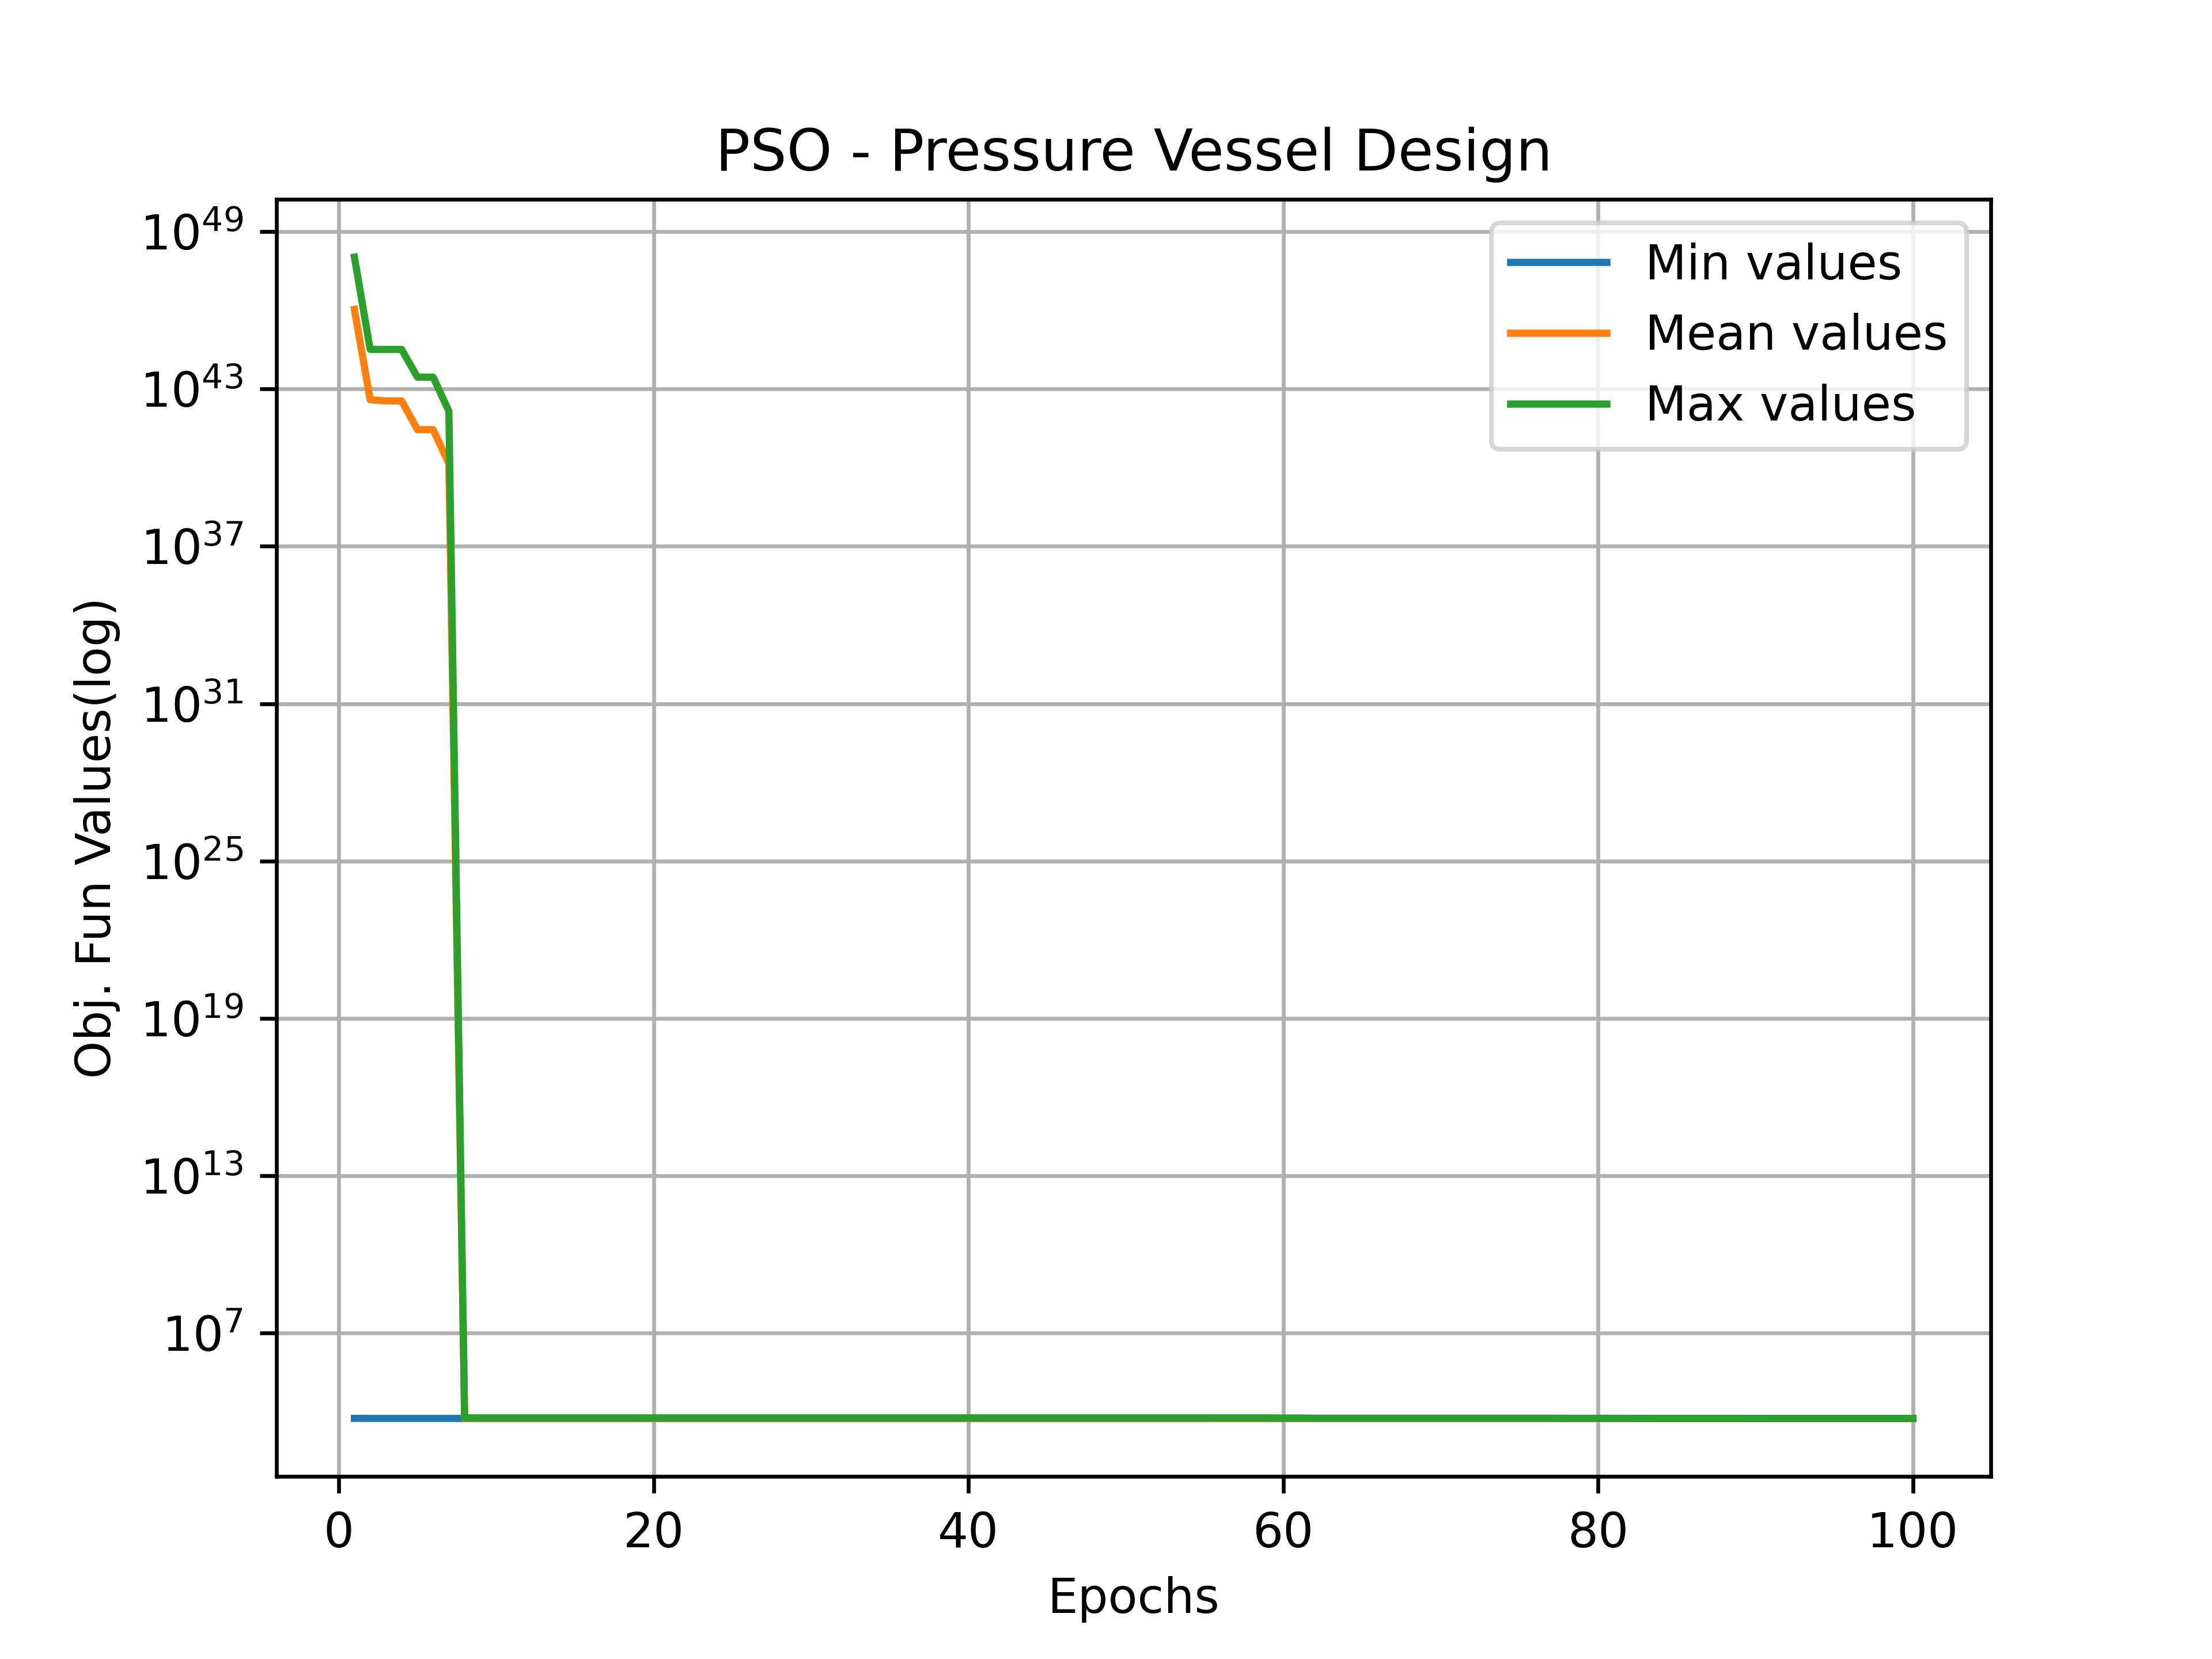 PSO - Pressure Vessel Design
10^49
10^43
10^37
10^31
10^25
10^19
10^13
10^7
Obj. Fun Values(log)
Min values
Mean values
Max values
0 20 40 60 80 100
Epochs